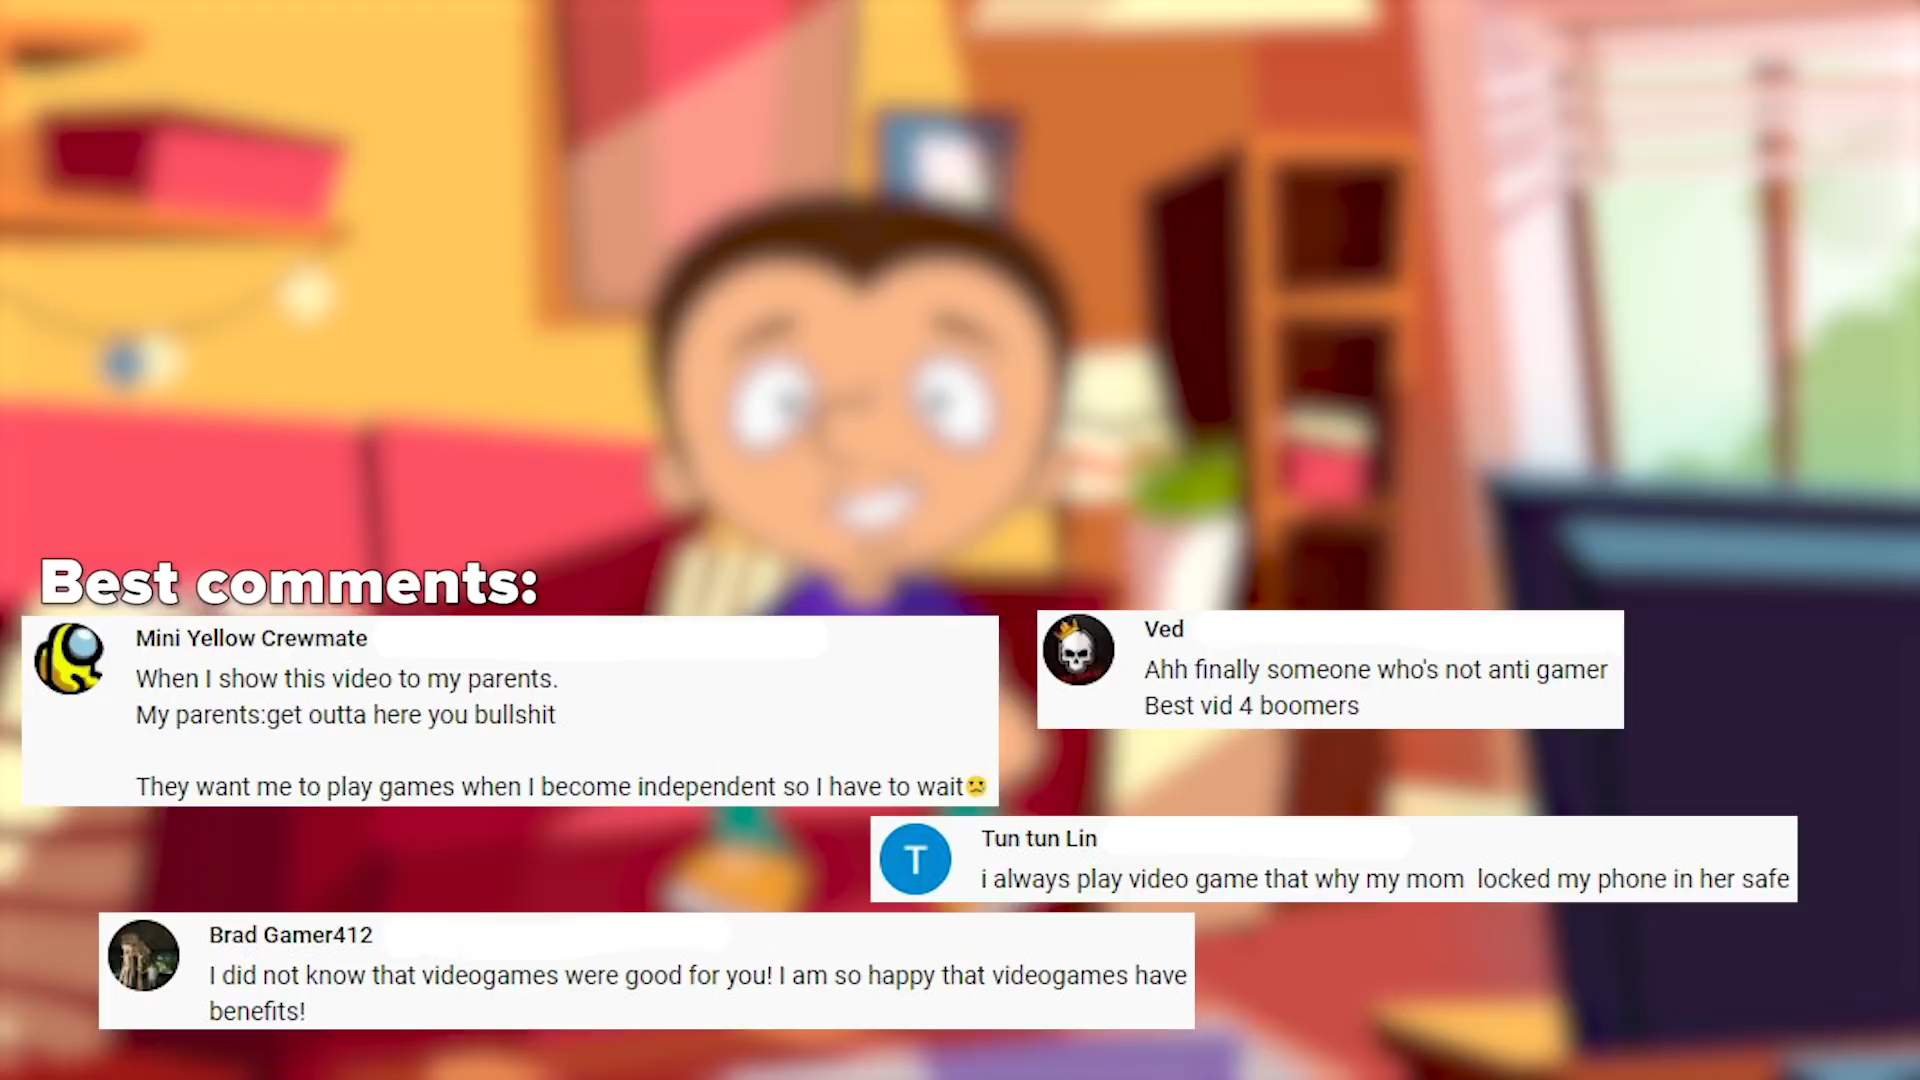 Best comments:
Mini Yellow Crewmate
When I show this video to my parents.
My parents:get outta here you bullshit
They want me to play games when I become independent so I have to wait😢
Ved
Ahh finally someone who's not anti gamer
Best vid 4 boomers
T
Tun tun Lin
i always play video game that why my mom  locked my phone in her safe
Brad Gamer412
I did not know that videogames were good for you! I am so happy that videogames have
benefits!